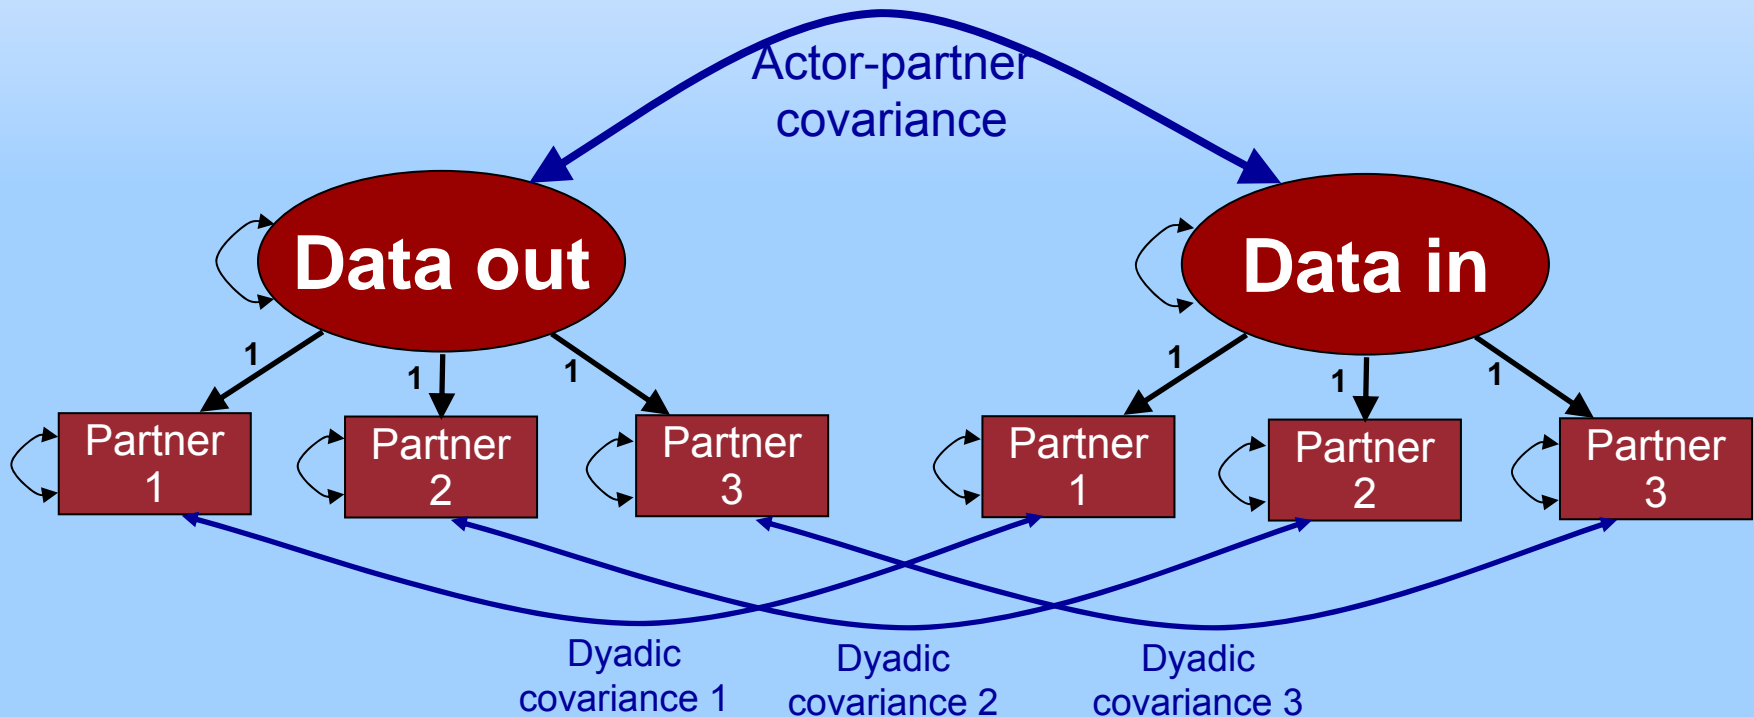 Actor-partner
covariance
Data out
Data in
1
1
1
1
1
1
Partner
1
Partner
2
Partner
3
Partner
1
Partner
2
Partner
3
Dyadic
covariance 1
Dyadic
covariance 2
Dyadic
covariance 3